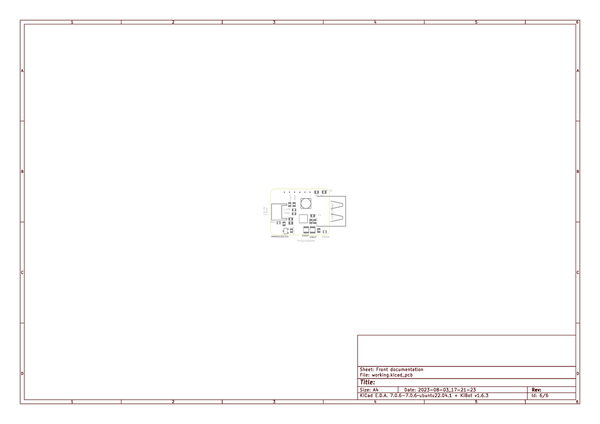 1 2 3 4 5 6
A A
B B
C C
D D
Sheet: Front documentation
File: working.kicad_pcb
Title:
Size: A4 Date: 2023-08-03_17-21-23 Rev:
KiCad E.D.A. 7.0.6-7.0.6~ubuntu22.04.1 + KiBot v1.6.3 Id: 6/6
1 2 3 4 5 6